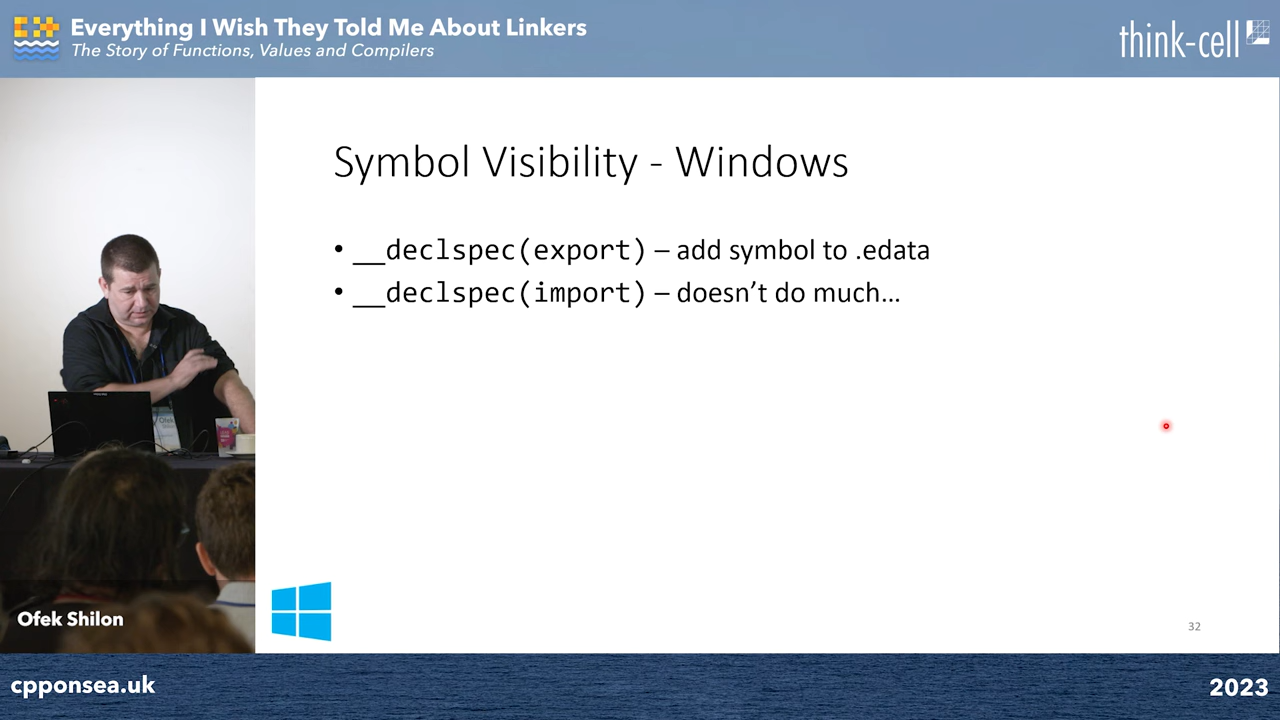 Everything I Wish They Told Me About Linkers
The Story of Functions, Values and Compilers
think-cell
Symbol Visibility - Windows
• __declspec(export) – add symbol to .edata
• __declspec(import) – doesn’t do much…
Ofek
Ofek Shilon
32
cpponsea.uk
2023